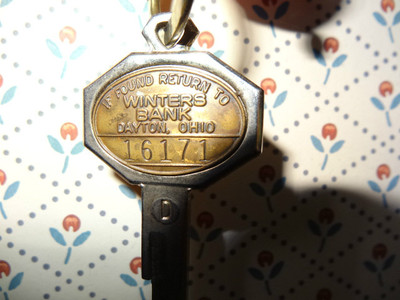 IF FOUND RETURN TO
WINTERS
BANK
DAYTON, OHIO
16171
D